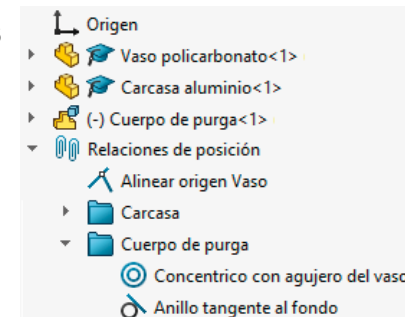 Origen
Vaso policarbonato<1>
Carcasa aluminio<1>
(-) Cuerpo de purga<1>
Relaciones de posición
Alinear origen Vaso
Carcasa
Cuerpo de purga
Concentrico con agujero del vaso
Anillo tangente al fondo